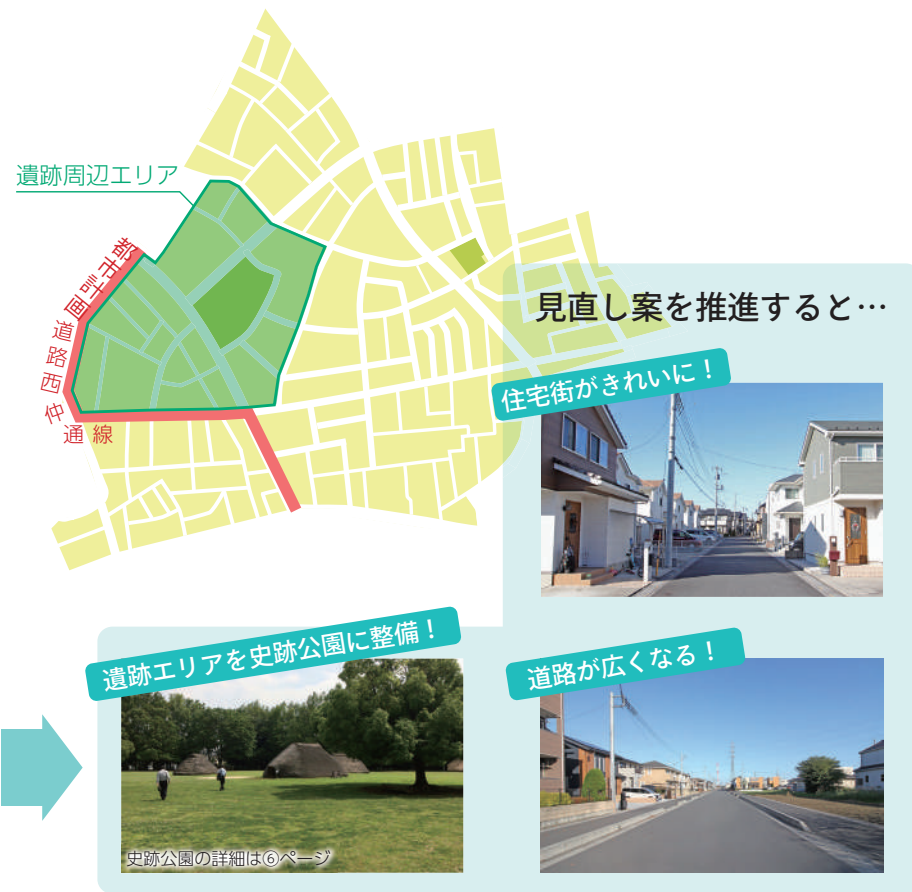 遺跡周辺エリア
都市計画道路西仲通線
見直し案を推進すると…
住宅街がきれいに！
遺跡エリアを史跡公園に整備！
道路が広くなる！
史跡公園の詳細は⑥ページ